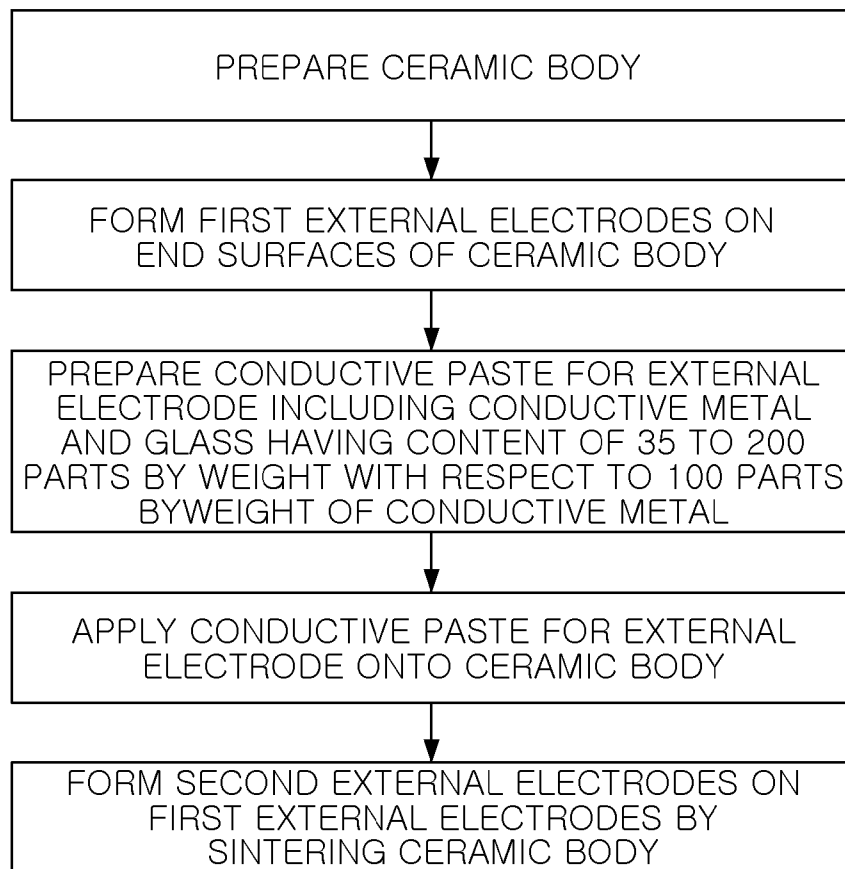 PREPARE CERAMIC BODY
FORM FIRST EXTERNAL ELECTRODES ON
END SURFACES OF CERAMIC BODY
PREPARE CONDUCTIVE PASTE FOR EXTERNAL
ELECTRODE INCLUDING CONDUCTIVE METAL
AND GLASS HAVING CONTENT OF 35 TO 200
PARTS BY WEIGHT WITH RESPECT TO 100 PARTS
BYWEIGHT OF CONDUCTIVE METAL
APPLY CONDUCTIVE PASTE FOR EXTERNAL
ELECTRODE ONTO CERAMIC BODY
FORM SECOND EXTERNAL ELECTRODES ON
FIRST EXTERNAL ELECTRODES BY
SINTERING CERAMIC BODY